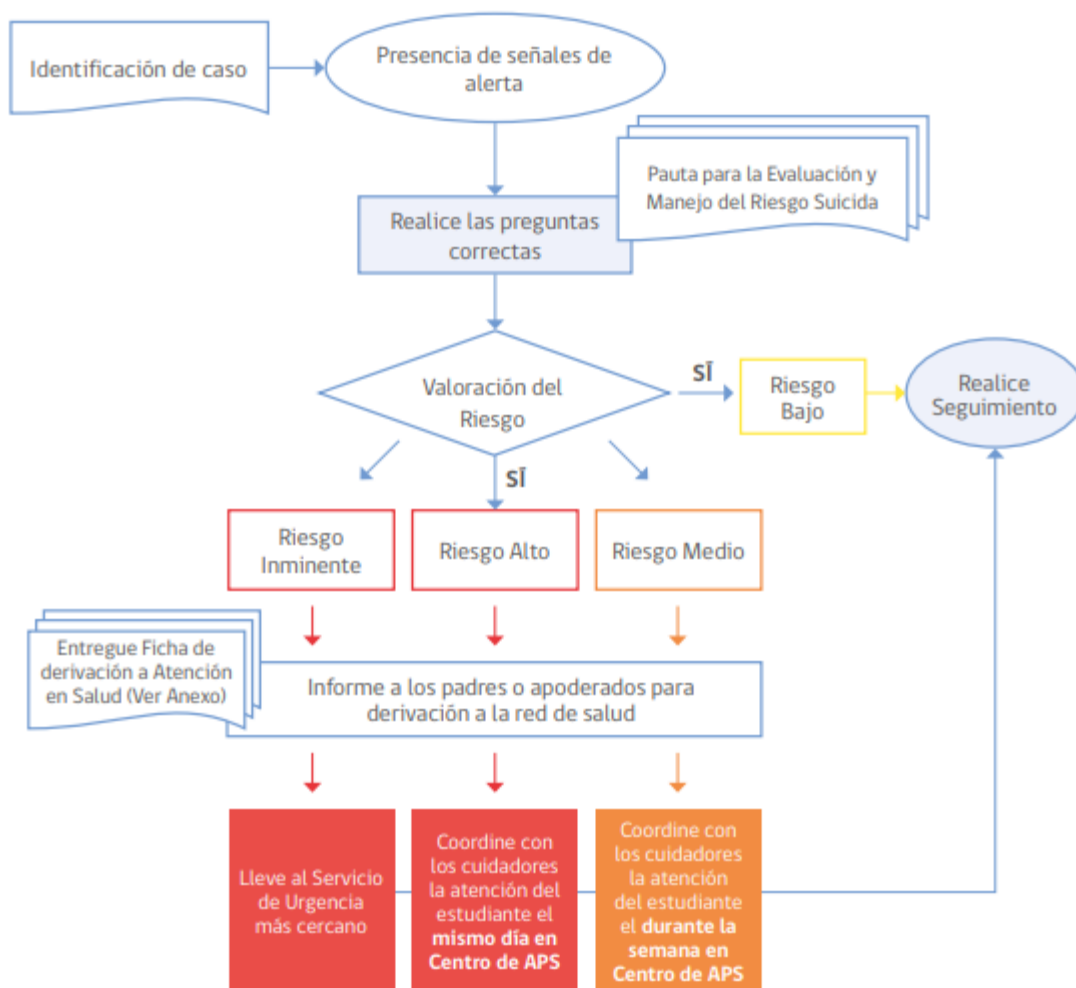 Identificación de caso
Presencia de señales de
alerta
Pauta para la Evaluación y
Manejo del Riesgo Suicida
Realice las preguntas
correctas
Valoración del
Riesgo
SÍ
Riesgo
Bajo
Realice
Seguimiento
SÍ
Riesgo
Inminente
Riesgo Alto
Riesgo Medio
Entregue Ficha de
derivación a Atención
en Salud (Ver Anexo)
Informe a los padres o apoderados para
derivación a la red de salud
Lleve al Servicio
de Urgencia
más cercano
Coordine con
los cuidadores
la atención del
estudiante el
mismo día en
Centro de APS
Coordine con
los cuidadores
la atención
del estudiante
el durante la
semana en
Centro de APS